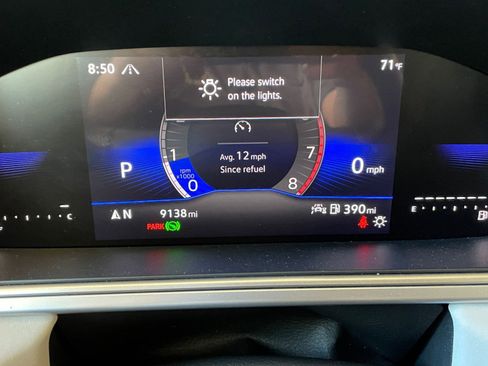 8:50
71°F
Please switch
on the lights.
1
7
Avg. 12 mph
Since refuel
P
rpm
x1000
0
8
0 mph
C
N
9138 mi
390 mi
E
PARK